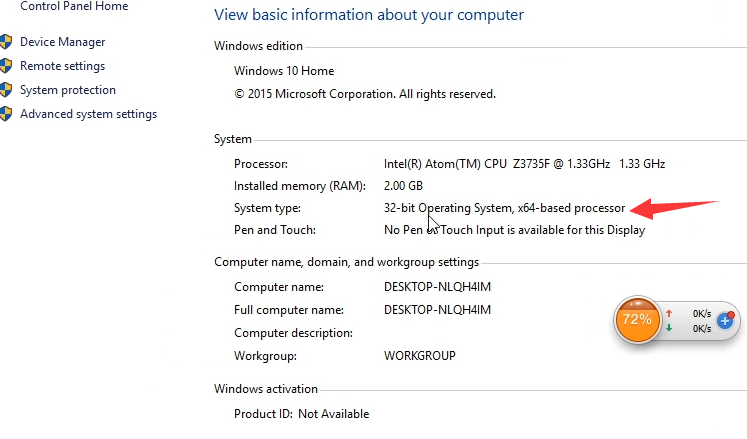 Control Panel Home
Device Manager
Remote settings
System protection
Advanced system settings
View basic information about your computer
Windows edition
Windows 10 Home
© 2015 Microsoft Corporation. All rights reserved.
System
Processor: Intel(R) Atom(TM) CPU Z3735F @ 1.33GHz 1.33 GHz
Installed memory (RAM): 2.00 GB
System type: 32-bit Operating System, x64-based processor
Pen and Touch: No Pen or Touch Input is available for this Display
Computer name, domain, and workgroup settings
Computer name: DESKTOP-NLQH4IM
Full computer name: DESKTOP-NLQH4IM
Computer description:
Workgroup: WORKGROUP
Windows activation
Product ID: Not Available
72%
0K/s
0K/s